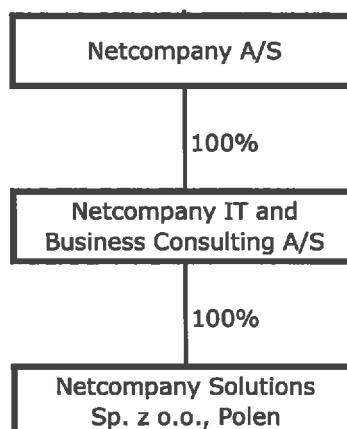 Netcompany A/S
100%
Netcompany IT and
Business Consulting A/S
100%
Netcompany Solutions
Sp. z o.o., Polen